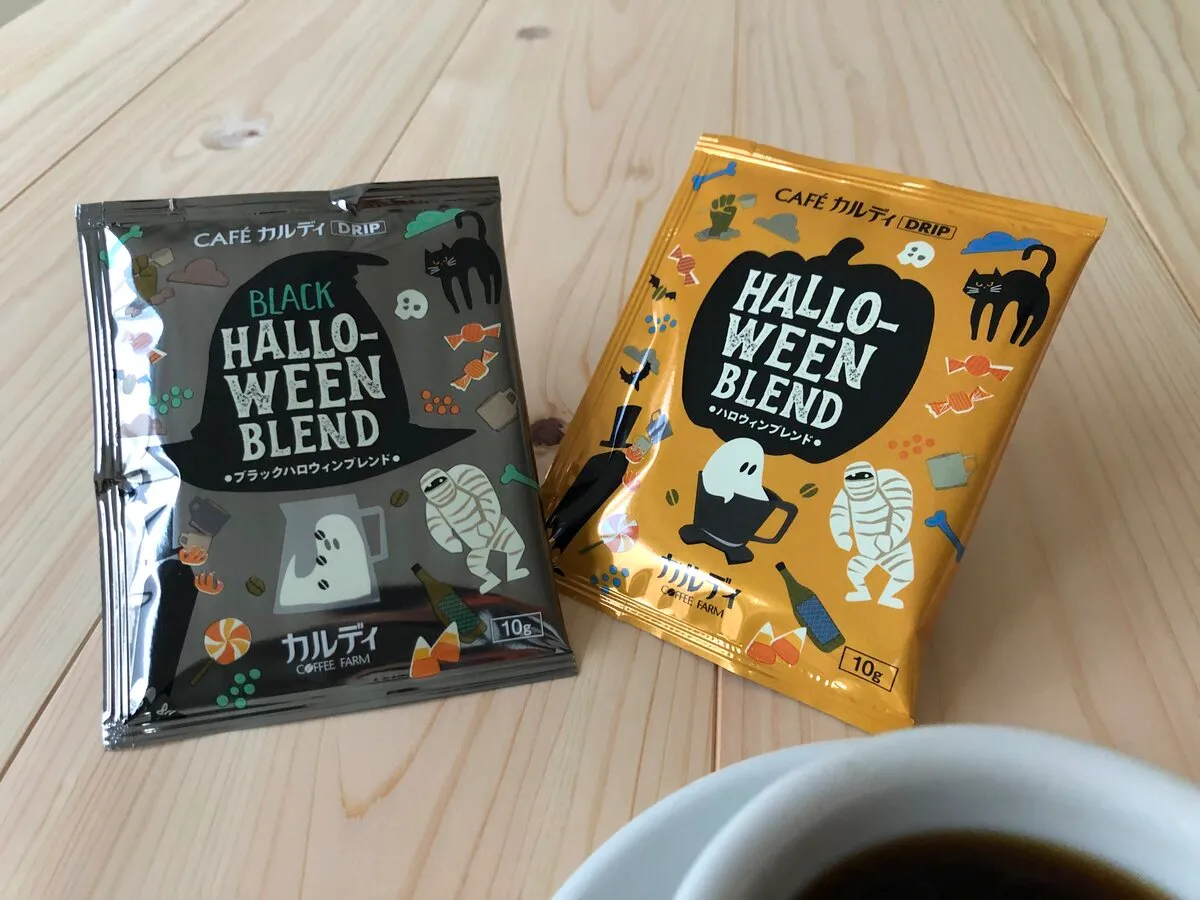 CAFÉ カルディ DRIP
BLACK
HALLO-
WEEN
BLEND
•ブラックハロウィンブレンド•
カルディ
COFFEE FARM
10g
CAFÉ カルディ DRIP
HALLO-
WEEN
BLEND
•ハロウィンブレンド•
カルディ
COFFEE FARM
10g